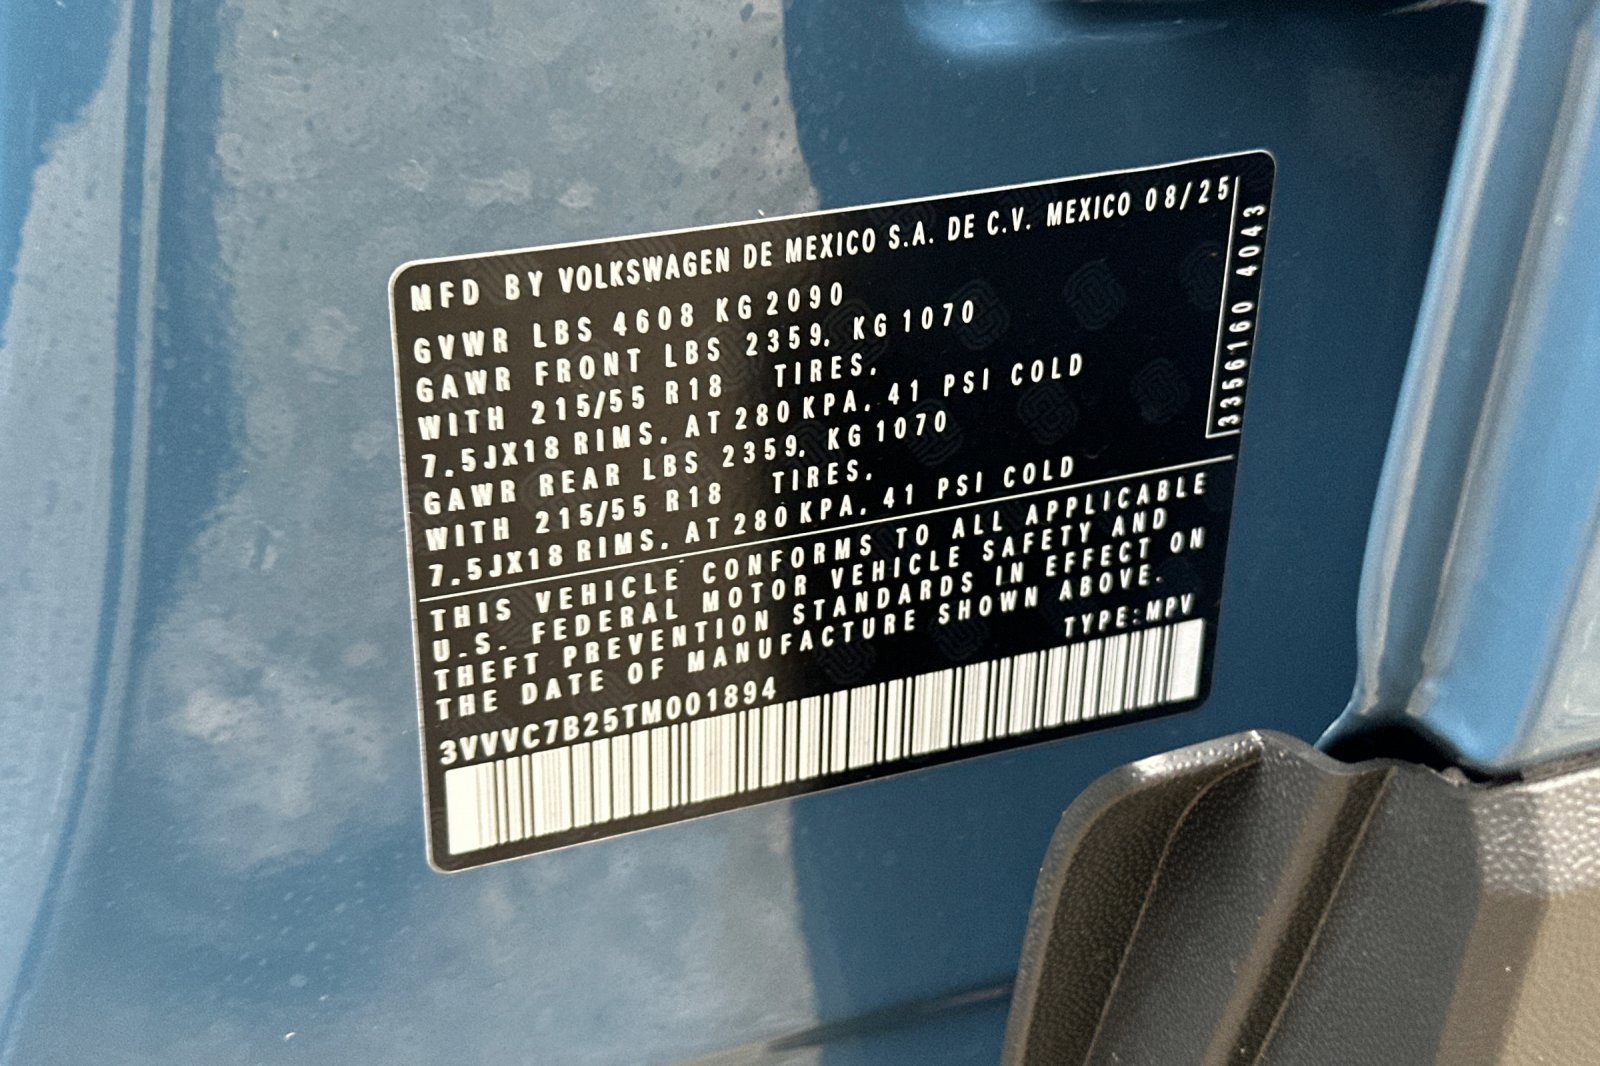 MFD BY VOLKSWAGEN DE MEXICO S.A. DE C.V. MEXICO 08/25
GVWR LBS 4608 KG 2090
GAWR FRONT LBS 2359, KG 1070
WITH 215/55 R18 TIRES,
7.5JX18 RIMS, AT 280 KPA, 41 PSI COLD
GAWR REAR LBS 2359, KG 1070
WITH 215/55 R18 TIRES,
7.5JX18 RIMS, AT 280 KPA, 41 PSI COLD
3356160 4043
THIS VEHICLE CONFORMS TO ALL APPLICABLE
U.S. FEDERAL MOTOR VEHICLE SAFETY AND
THEFT PREVENTION STANDARDS IN EFFECT ON
THE DATE OF MANUFACTURE SHOWN ABOVE.
TYPE:MPV
3VVVC7B25TM001894